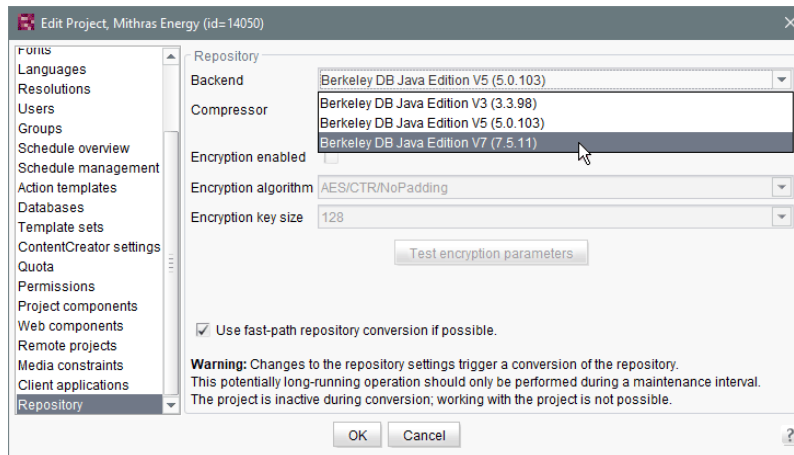 Edit Project, Mithras Energy (id=14050)
Fonts
Languages
Resolutions
Users
Groups
Schedule overview
Schedule management
Action templates
Databases
Template sets
ContentCreator settings
Quota
Permissions
Project components
Web components
Remote projects
Media constraints
Client applications
Repository
Repository
Backend Berkeley DB Java Edition V5 (5.0.103)
Compressor
Berkeley DB Java Edition V3 (3.3.98)
Berkeley DB Java Edition V5 (5.0.103)
Berkeley DB Java Edition V7 (7.5.11)
Encryption enabled
Encryption algorithm AES/CTR/NoPadding
Encryption key size 128
Test encryption parameters
Use fast-path repository conversion if possible.
Warning: Changes to the repository settings trigger a conversion of the repository.
This potentially long-running operation should only be performed during a maintenance interval.
The project is inactive during conversion; working with the project is not possible.
OK Cancel ?